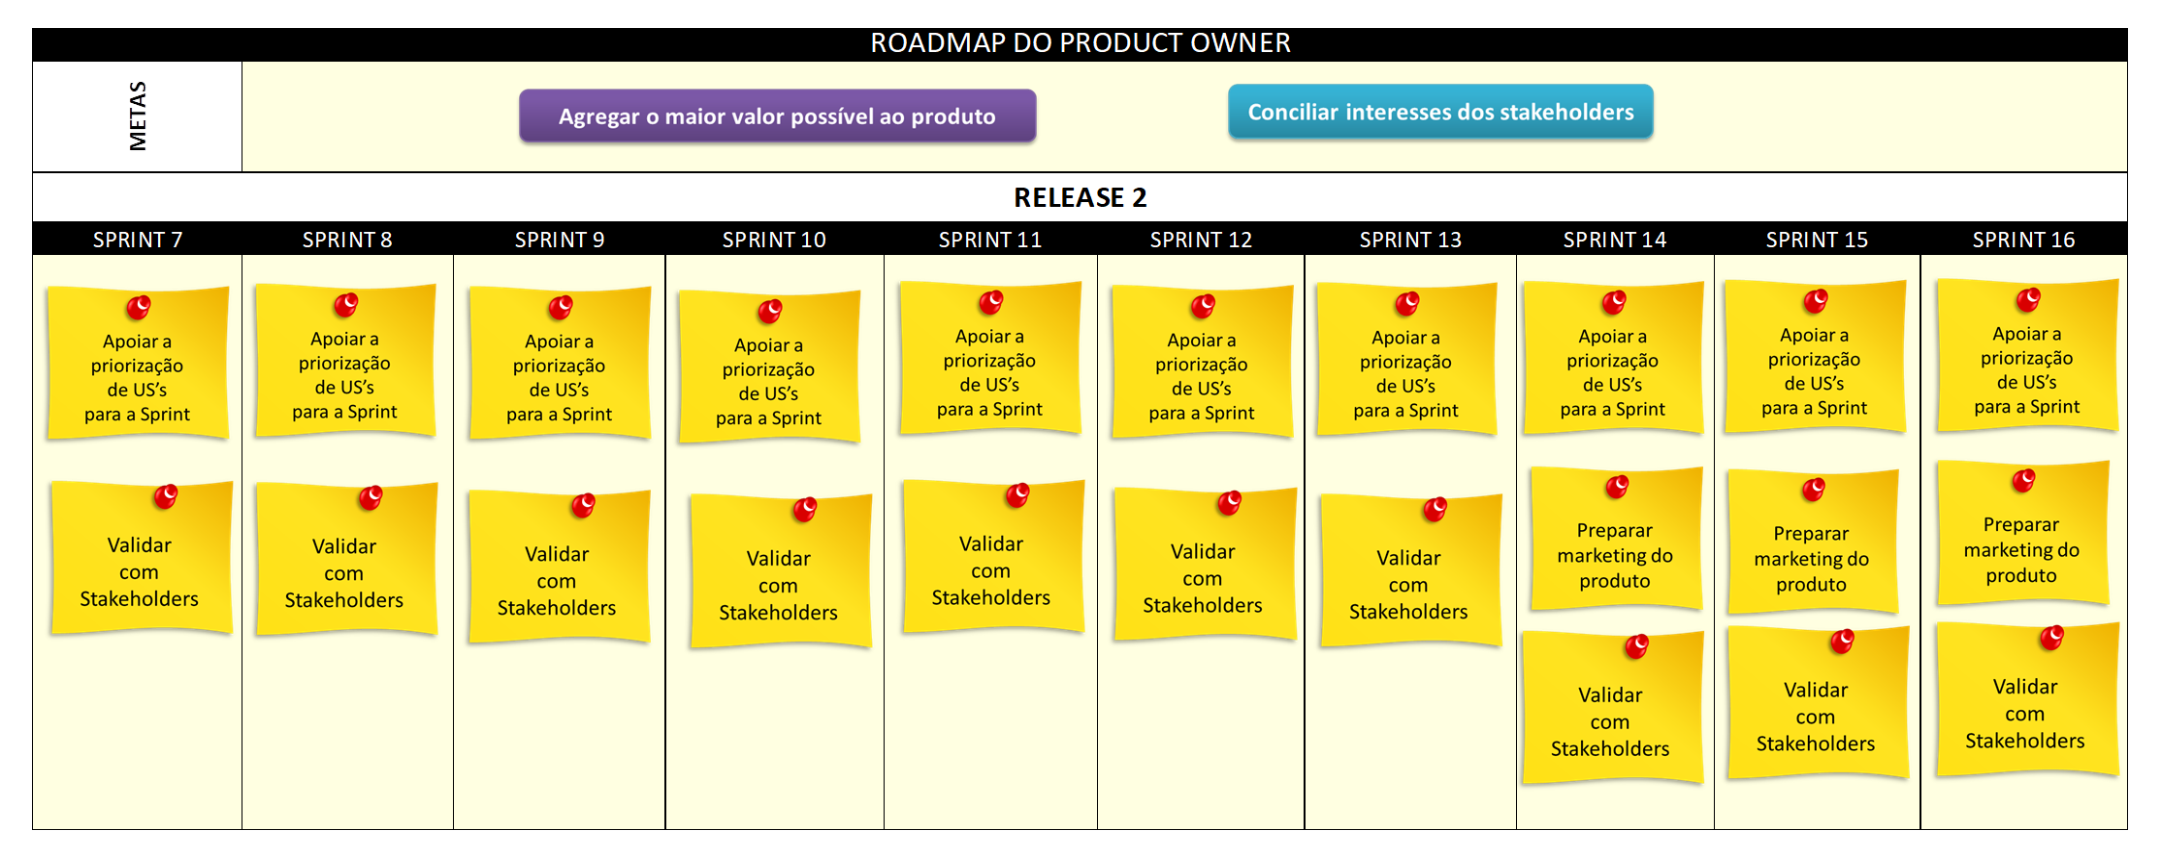 ROADMAP DO PRODUCT OWNER
METAS
Agregar o maior valor possível ao produto
Conciliar interesses dos stakeholders
RELEASE 2
SPRINT 7
SPRINT 8
SPRINT 9
SPRINT 10
SPRINT 11
SPRINT 12
SPRINT 13
SPRINT 14
SPRINT 15
SPRINT 16
Apoiar a
priorização
de US's
para a Sprint
Apoiar a
priorização
de US's
para a Sprint
Apoiar a
priorização
de US's
para a Sprint
Apoiar a
priorização
de US's
para a Sprint
Apoiar a
priorização
de US's
para a Sprint
Apoiar a
priorização
de US's
para a Sprint
Apoiar a
priorização
de US's
para a Sprint
Apoiar a
priorização
de US's
para a Sprint
Apoiar a
priorização
de US's
para a Sprint
Apoiar a
priorização
de US's
para a Sprint
Validar
com
Stakeholders
Validar
com
Stakeholders
Validar
com
Stakeholders
Validar
com
Stakeholders
Validar
com
Stakeholders
Validar
com
Stakeholders
Validar
com
Stakeholders
Preparar
marketing do
produto
Preparar
marketing do
produto
Preparar
marketing do
produto
Validar
com
Stakeholders
Validar
com
Stakeholders
Validar
com
Stakeholders